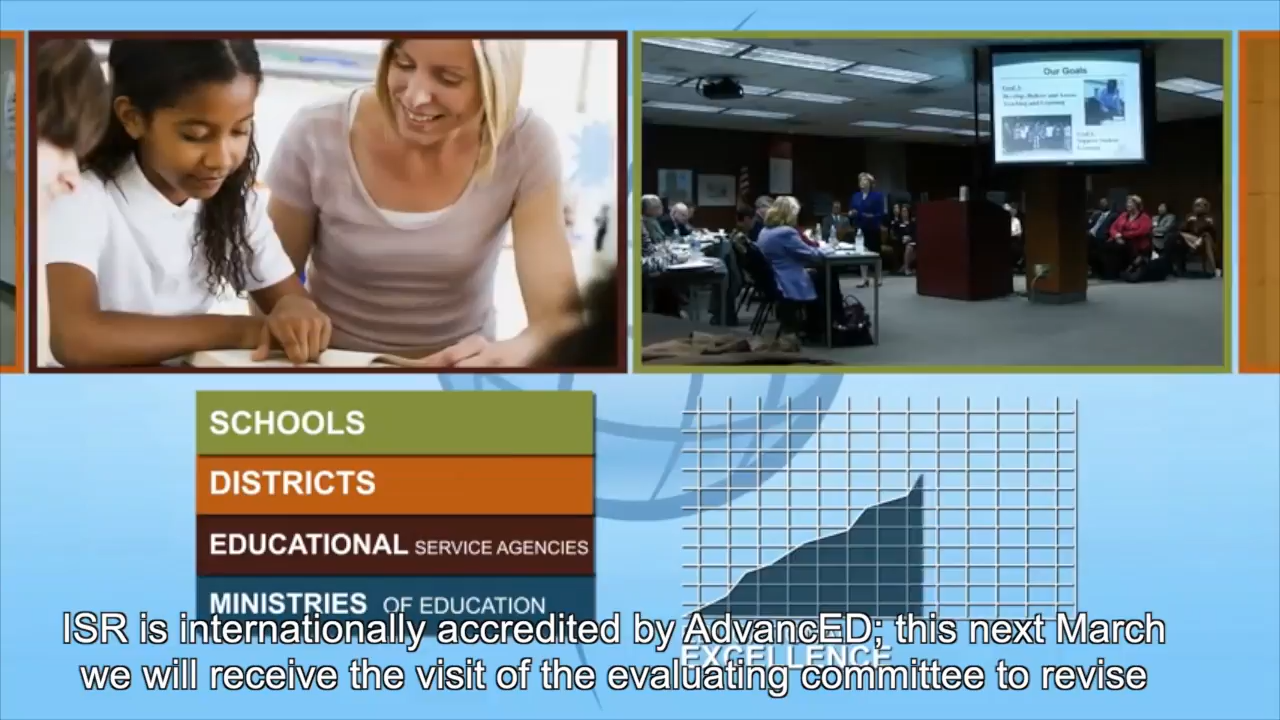 Our Goals
SCHOOLS
DISTRICTS
EDUCATIONAL SERVICE AGENCIES
MINISTRIES OF EDUCATION
EXCELLENCE
ISR is internationally accredited by AdvancED; this next March
we will receive the visit of the evaluating committee to revise